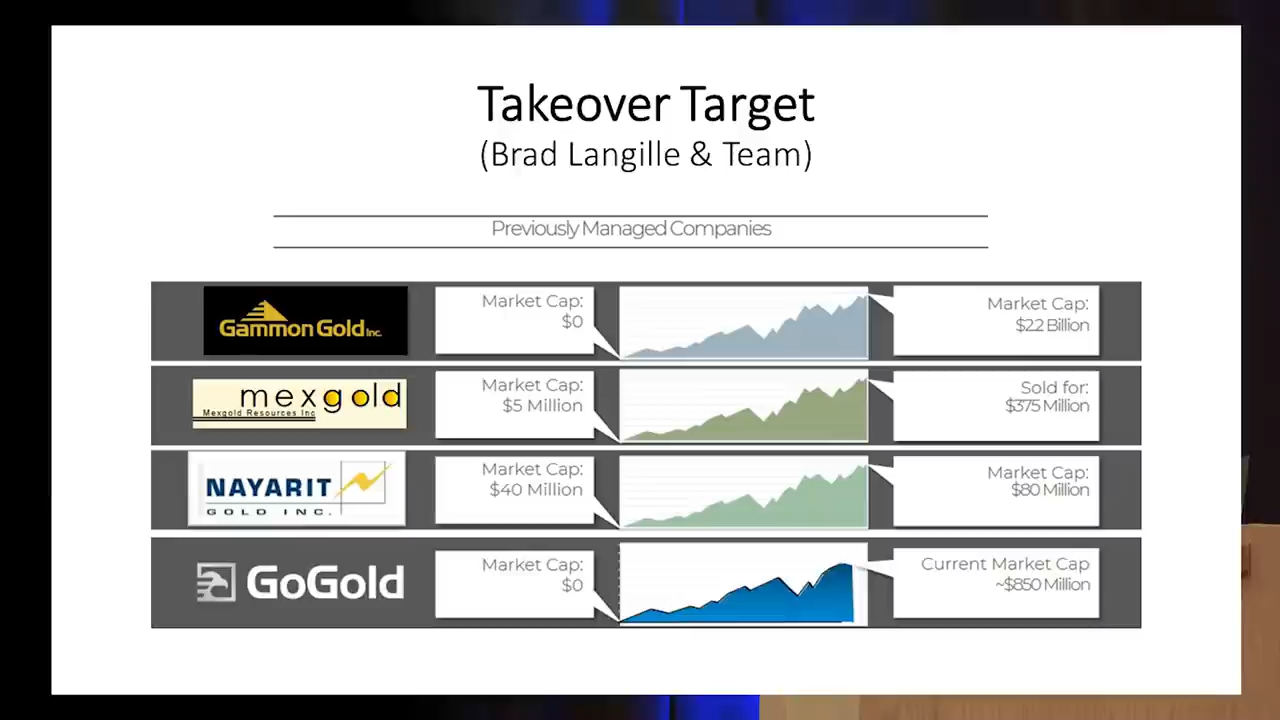 Takeover Target
(Brad Langille & Team)
Previously Managed Companies
Gammon Gold Inc.
Market Cap:
$0
Market Cap:
$2.2 Billion
mexgold
Mexgold Resources Inc
Market Cap:
$5 Million
Sold for:
$375 Million
NAYARIT
GOLD INC.
Market Cap:
$40 Million
Market Cap:
$80 Million
GoGold
Market Cap:
$0
Current Market Cap
~$850 Million